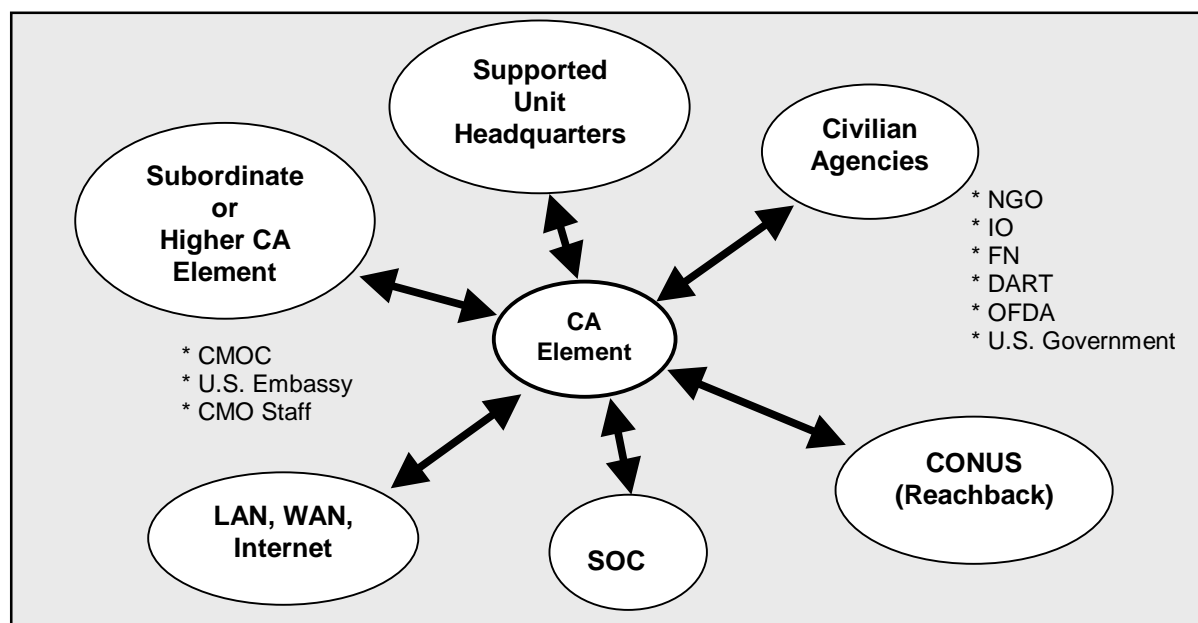 Supported
Unit
Headquarters
Civilian
Agencies
* NGO
* IO
* FN
* DART
* OFDA
* U.S. Government
Subordinate
or
Higher CA
Element
* CMOC
* U.S. Embassy
* CMO Staff
CA
Element
LAN, WAN,
Internet
SOC
CONUS
(Reachback)